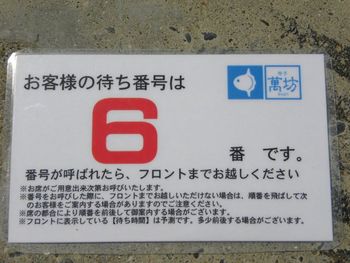 お客様の待ち番号は
萬坊
6
番 です。
番号が呼ばれたら、フロントまでお越しください
※お席がご用意出来次第お呼びいたします。
※番号をお呼びした際に、フロントまでお越しいただけない場合は、順番を飛ばして次
のお客様をご案内する場合がありますのでご注意ください。
※席の都合により順番を前後して御案内する場合がございます。
※フロントに表示している【待ち時間】は予測です。多少前後する場合がございます。